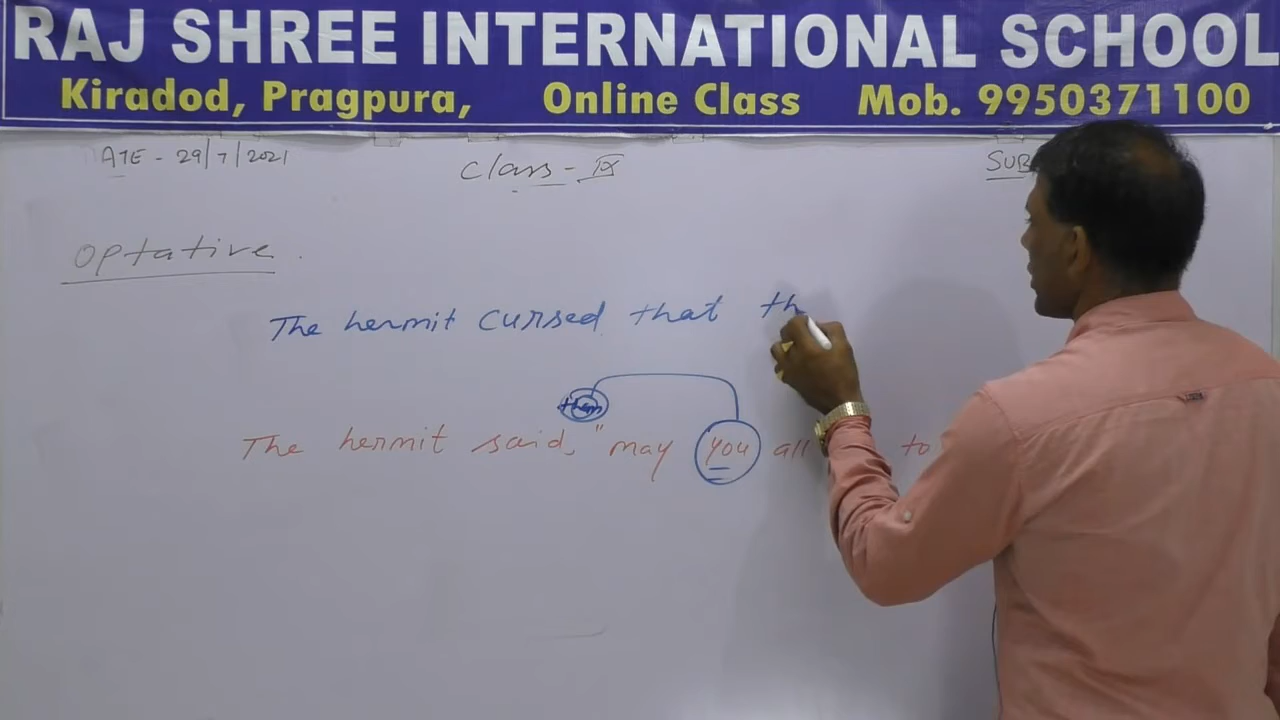 RAJ SHREE INTERNATIONAL SCHOOL
Kiradod, Pragpura, Online Class Mob. 9950371100
ATE - 29/7/2021 Class - IX SUB
Optative.
The hermit cursed that th
them
The hermit said, "may you all to